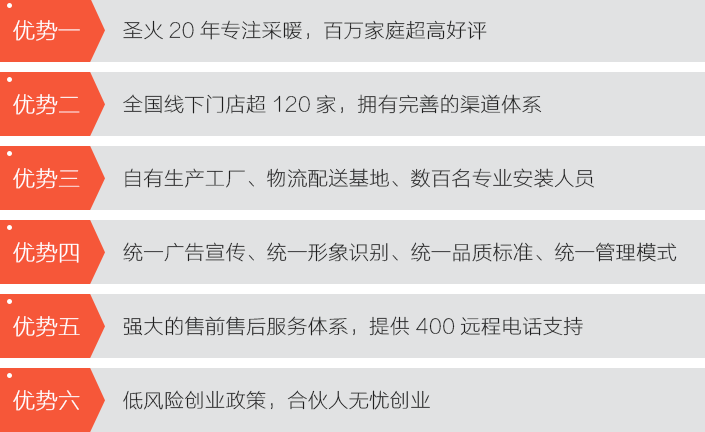 优势一 圣火 20 年专注采暖，百万家庭超高好评
优势二 全国线下门店超 120 家，拥有完善的渠道体系
优势三 自有生产工厂、物流配送基地、数百名专业安装人员
优势四 统一广告宣传、统一形象识别、统一品质标准、统一管理模式
优势五 强大的售前售后服务体系，提供 400 远程电话支持
优势六 低风险创业政策，合伙人无忧创业